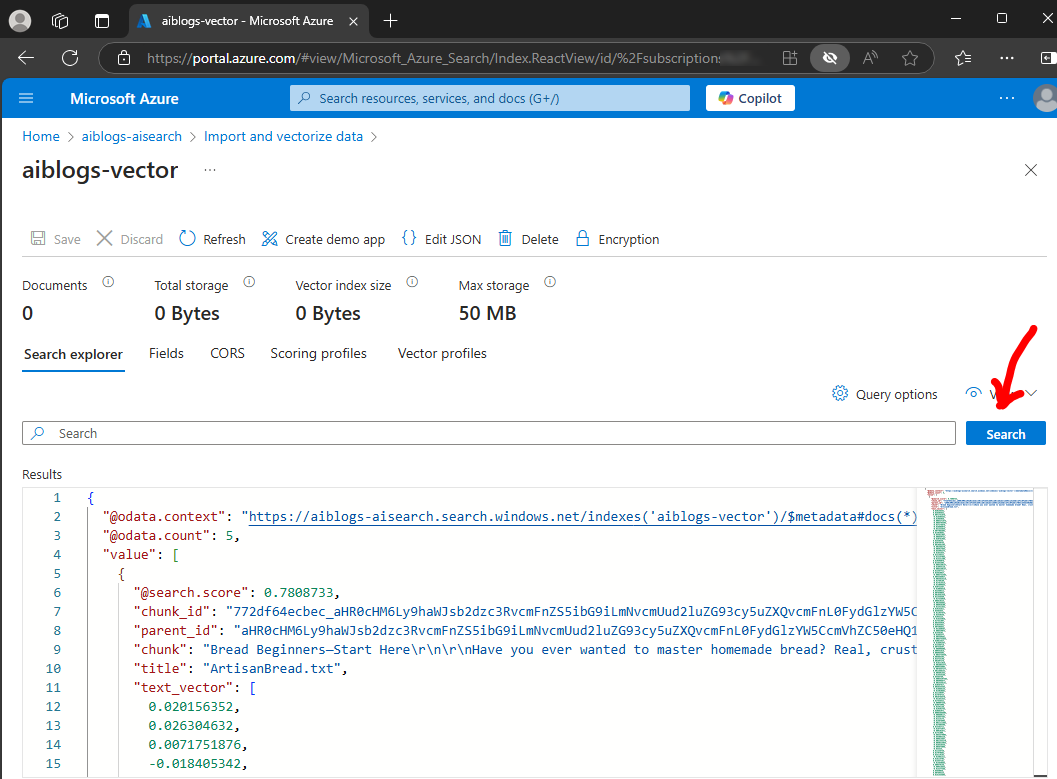 aiblogs-vector - Microsoft Azure
https://portal.azure.com/#view/Microsoft_Azure_Search/Index.ReactView/id/%2Fsubscriptions
Microsoft Azure
Search resources, services, and docs (G+/)
Copilot
Home > aiblogs-aisearch > Import and vectorize data >
aiblogs-vector
Save Discard Refresh Create demo app {} Edit JSON Delete Encryption
Documents Total storage Vector index size Max storage
0 0 Bytes 0 Bytes 50 MB
Search explorer Fields CORS Scoring profiles Vector profiles
Query options
Search Search
Results
1 {
2 "@odata.context": "https://aiblogs-aisearch.search.windows.net/indexes('aiblogs-vector')/$metadata#docs(*)
3 "@odata.count": 5,
4 "value": [
5 {
6 "@search.score": 0.7808733,
7 "chunk_id": "772df64ecbec_aHR0cHM6Ly9haWJsb2dzc3RvcmFnZS5ibG9iLmNvcmUud2luZG93cy5uZXQvcmFnL0FydGlzYW5C
8 "parent_id": "aHR0cHM6Ly9haWJsb2dzc3RvcmFnZS5ibG9iLmNvcmUud2luZG93cy5uZXQvcmFnL0FydGlzYW5CcmVhZC50eHQ1
9 "chunk": "Bread Beginners—Start Here\r\n\r\nHave you ever wanted to master homemade bread? Real, crust
10 "title": "ArtisanBread.txt",
11 "text_vector": [
12 0.020156352,
13 0.026304632,
14 0.0071751876,
15 -0.018405342,